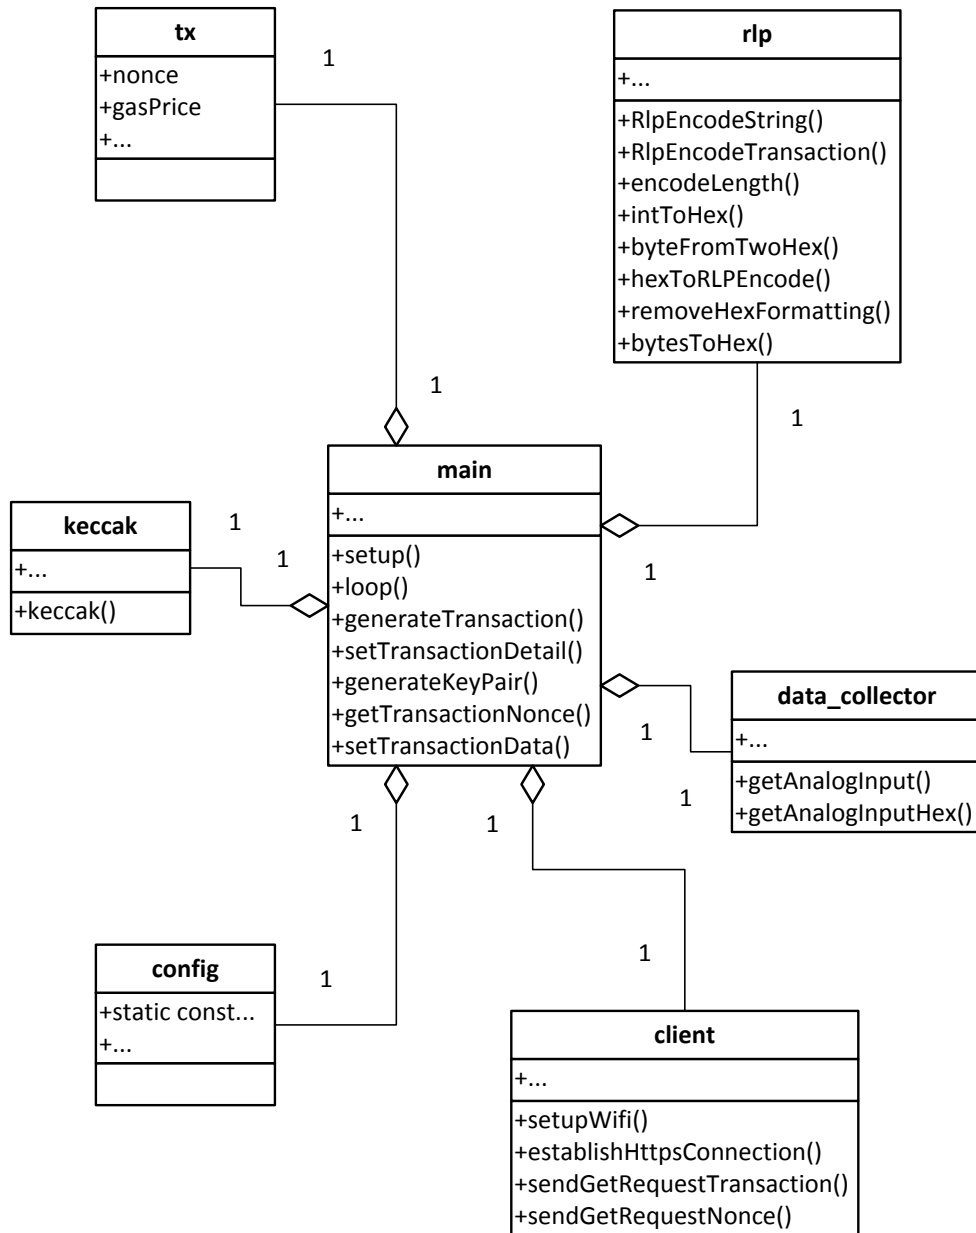 tx
+nonce
+gasPrice
+...
1
1
rlp
+...
+RlpEncodeString()
+RlpEncodeTransaction()
+encodeLength()
+intToHex()
+byteFromTwoHex()
+hexToRLPEncode()
+removeHexFormatting()
+bytesToHex()
1
1
main
+...
+setup()
+loop()
+generateTransaction()
+setTransactionDetail()
+generateKeyPair()
+getTransactionNonce()
+setTransactionData()
keccak
+...
+keccak()
1
1
data_collector
+...
+getAnalogInput()
+getAnalogInputHex()
1
1
config
+static const...
+...
1
1
client
+...
+setupWifi()
+establishHttpsConnection()
+sendGetRequestTransaction()
+sendGetRequestNonce()
1
1